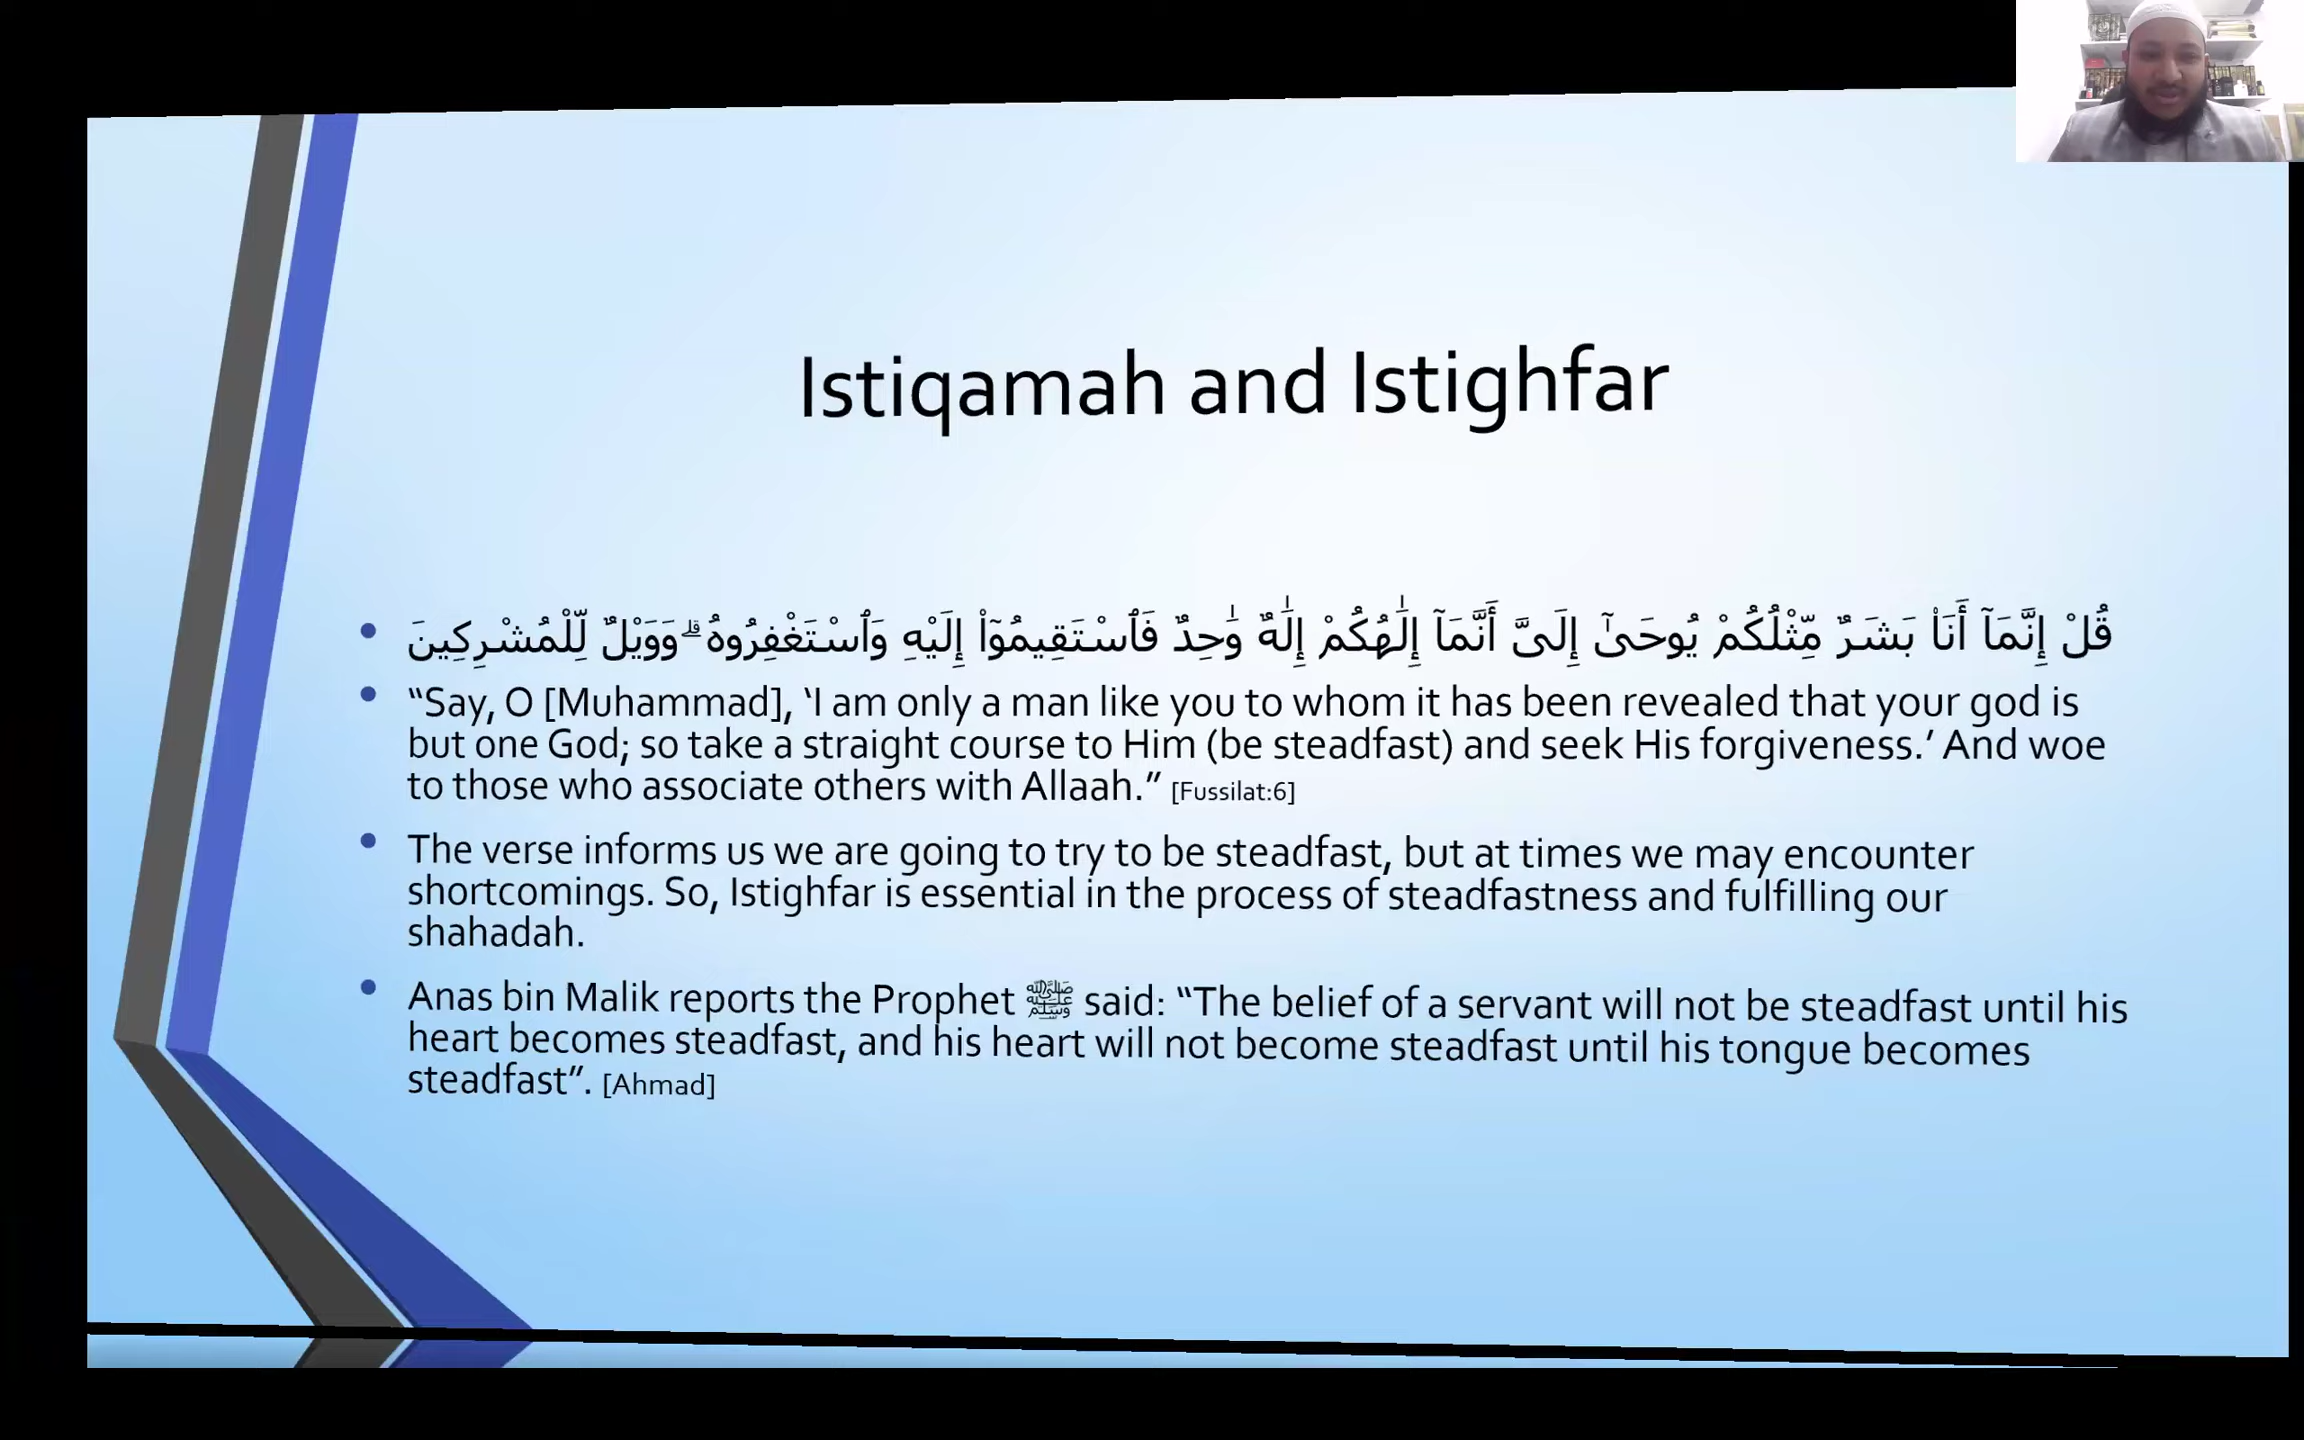 Istiqamah and Istighfar
• قُلْ إِنَّمَآ أَنَا۠ بَشَرٌ مِّثْلُكُمْ يُوحَىٰٓ إِلَىَّ أَنَّمَآ إِلَٰهُكُمْ إِلَٰهٌ وَٰحِدٌ فَٱسْتَقِيمُوٓا۟ إِلَيْهِ وَٱسْتَغْفِرُوهُ ۗ وَوَيْلٌ لِّلْمُشْرِكِينَ
• “Say, O [Muhammad], ‘I am only a man like you to whom it has been revealed that your god is
but one God; so take a straight course to Him (be steadfast) and seek His forgiveness.’ And woe
to those who associate others with Allaah.” [Fussilat:6]
• The verse informs us we are going to try to be steadfast, but at times we may encounter
shortcomings. So, Istighfar is essential in the process of steadfastness and fulfilling our
shahadah.
• Anas bin Malik reports the Prophet ﷺ said: “The belief of a servant will not be steadfast until his
heart becomes steadfast, and his heart will not become steadfast until his tongue becomes
steadfast”. [Ahmad]